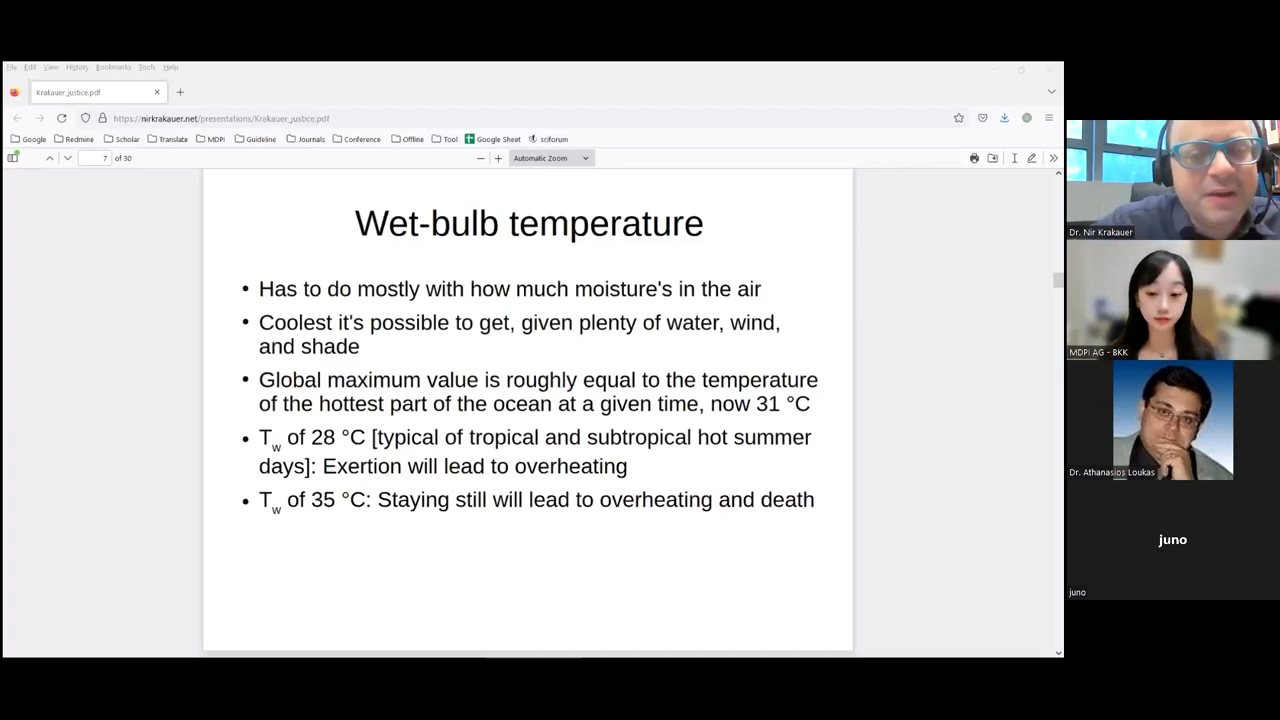 File Edit View History Bookmarks Tools Help
Krakauer_justice.pdf
https://nirkrakauer.net/presentations/Krakauer_justice.pdf
Google Redmine Scholar Translate MDPI Guideline Journals Conference Offline Tool Google Sheet sciforum
7 of 30
Automatic Zoom
Wet-bulb temperature
• Has to do mostly with how much moisture's in the air
• Coolest it's possible to get, given plenty of water, wind,
and shade
• Global maximum value is roughly equal to the temperature
of the hottest part of the ocean at a given time, now 31 °C
• Tw of 28 °C [typical of tropical and subtropical hot summer
days]: Exertion will lead to overheating
• Tw of 35 °C: Staying still will lead to overheating and death
Dr. Nir Krakauer
MDPI AG - BKK
Dr. Athanasios Loukas
juno
juno